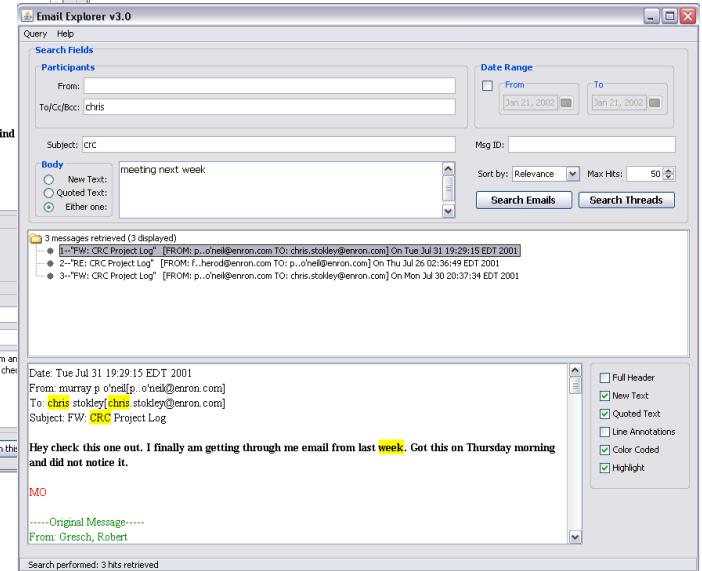 Email Explorer v3.0
Query Help
Search Fields
Participants
From:
To/Cc/Bcc: chris
Date Range
From To
Jan 21, 2002 Jan 21, 2002
ind
Subject: crc
Msg ID:
Body
New Text:
Quoted Text:
Either one:
meeting next week
Sort by: Relevance Max Hits: 50
Search Emails Search Threads
3 messages retrieved (3 displayed)
1--"FW: CRC Project Log" [FROM: p..o'neil@enron.com TO: chris.stokley@enron.com] On Tue Jul 31 19:29:15 EDT 2001
2--"RE: CRC Project Log" [FROM: f..herod@enron.com TO: p..o'neil@enron.com] On Thu Jul 26 02:36:49 EDT 2001
3--"FW: CRC Project Log" [FROM: p..o'neil@enron.com TO: chris.stokley@enron.com] On Mon Jul 30 20:37:34 EDT 2001
m an
che
n this
Date: Tue Jul 31 19:29:15 EDT 2001
From: murray p o'neil[p..o'neil@enron.com]
To: chris stokley[chris.stokley@enron.com]
Subject: FW: CRC Project Log
Hey check this one out. I finally am getting through me email from last week. Got this on Thursday morning
and did not notice it.
MO
-----Original Message-----
From: Gresch, Robert
Full Header
New Text
Quoted Text
Line Annotations
Color Coded
Highlight
Search performed: 3 hits retrieved